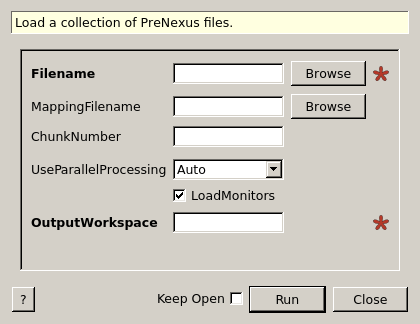 Load a collection of PreNexus files.
Filename Browse *
MappingFilename Browse
ChunkNumber
UseParallelProcessing Auto
LoadMonitors
OutputWorkspace *
? Keep Open Run Close